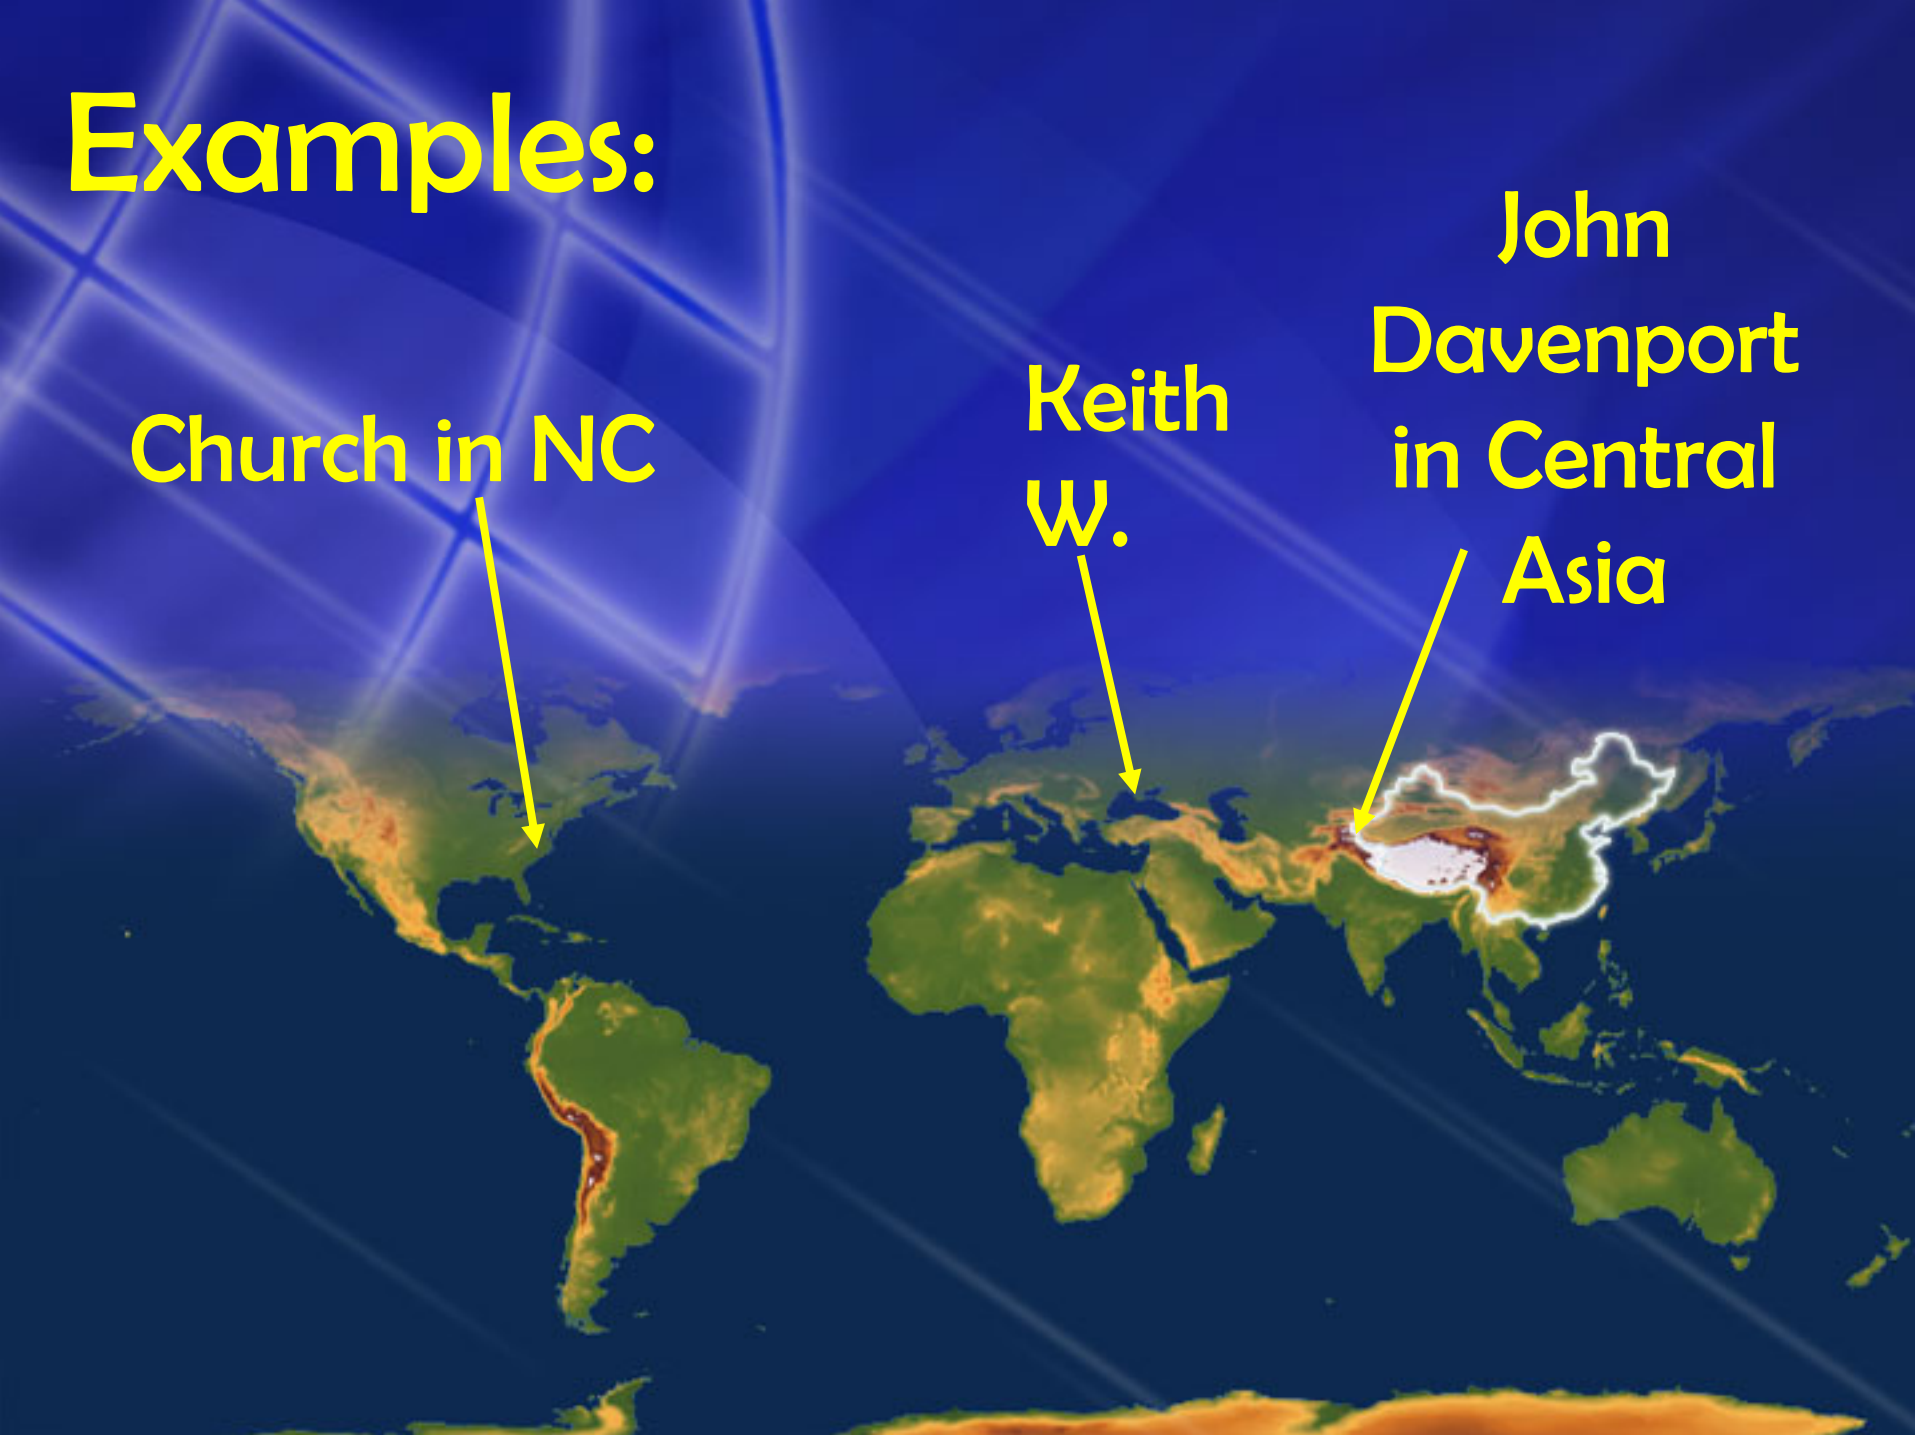 Examples:
Church in NC
Keith
W.
John
Davenport
in Central
Asia